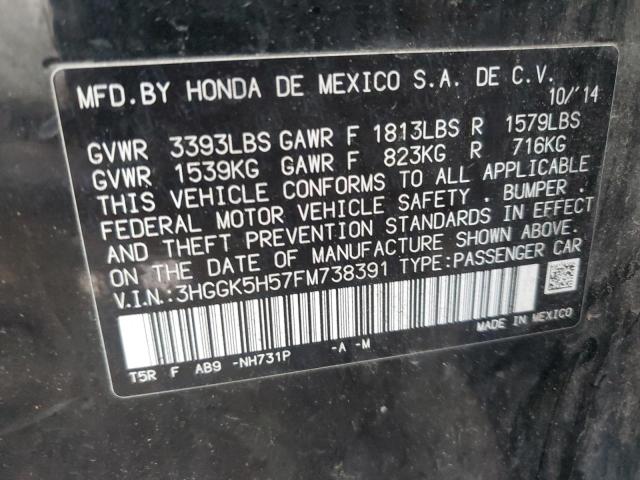 MFD. BY HONDA DE MEXICO S.A. DE C.V.
10/'14
GVWR 3393LBS GAWR F 1813LBS R 1579LBS
GVWR 1539KG GAWR F 823KG R 716KG
THIS VEHICLE CONFORMS TO ALL APPLICABLE
FEDERAL MOTOR VEHICLE SAFETY, BUMPER,
AND THEFT PREVENTION STANDARDS IN EFFECT
ON THE DATE OF MANUFACTURE SHOWN ABOVE.
V.I.N.:3HGGK5H57FM738391 TYPE:PASSENGER CAR
MADE IN MEXICO
T5R F AB9 -NH731P -A -M